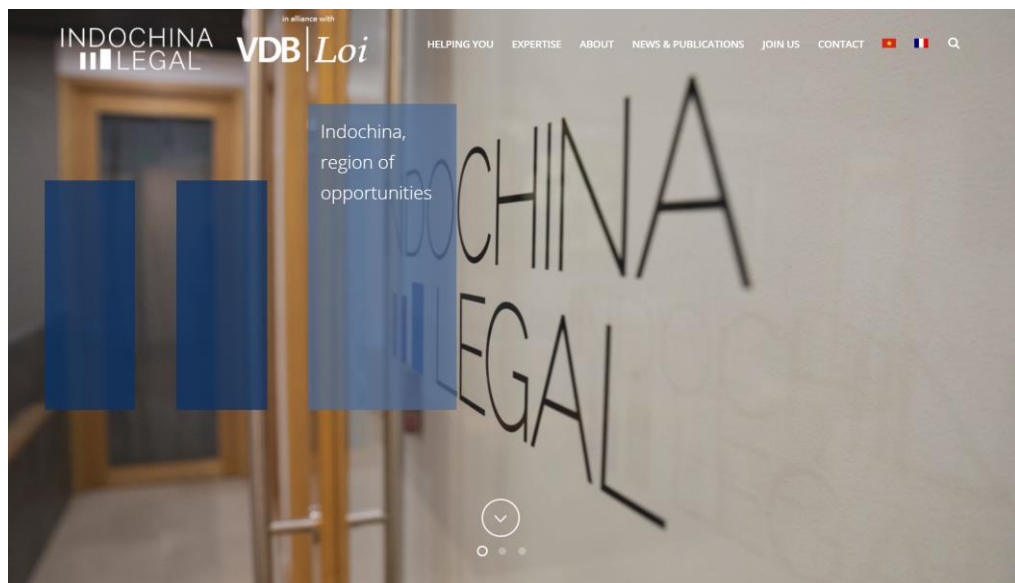 in alliance with
INDOCHINA
LEGAL
VDB Loi
HELPING YOU EXPERTISE ABOUT NEWS & PUBLICATIONS JOIN US CONTACT
Indochina,
region of
opportunities
INDOCHINA
LEGAL